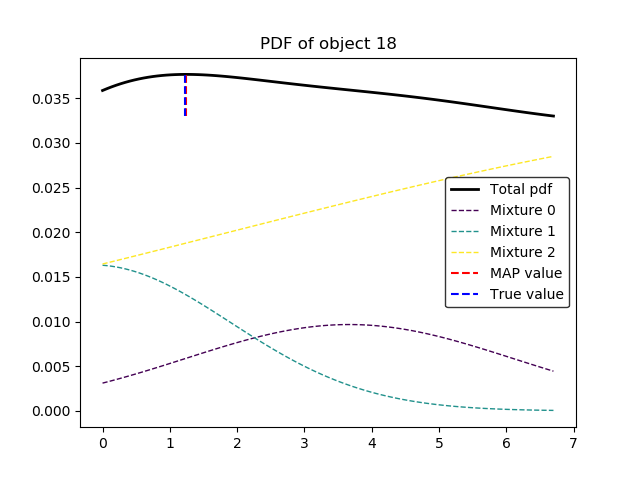 PDF of object 18
0.035
0.030
0.025
0.020
0.015
0.010
0.005
0.000
Total pdf
Mixture 0
Mixture 1
Mixture 2
MAP value
True value
0 1 2 3 4 5 6 7